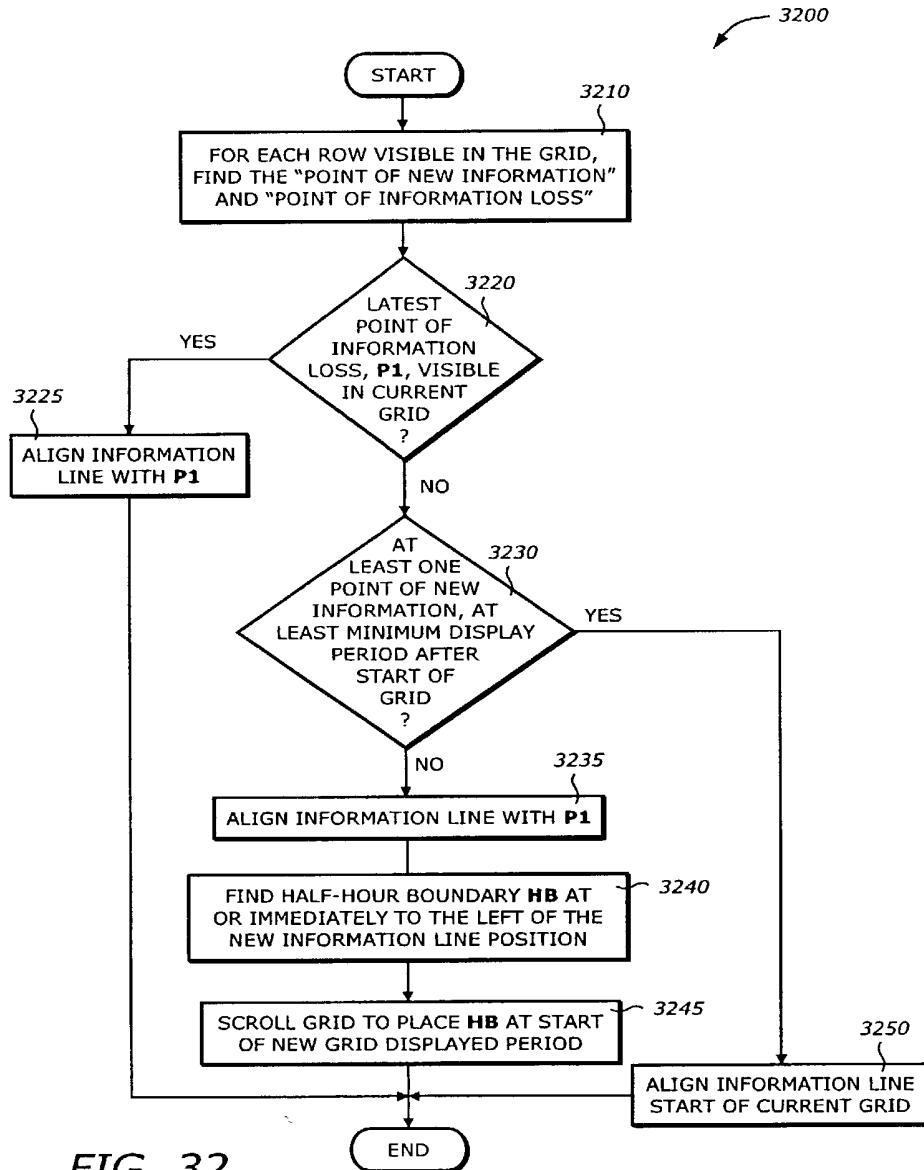 3200
START
3210
FOR EACH ROW VISIBLE IN THE GRID,
FIND THE “POINT OF NEW INFORMATION”
AND “POINT OF INFORMATION LOSS”
3220
LATEST
POINT OF
INFORMATION
LOSS, P1, VISIBLE
IN CURRENT
GRID
?
YES
3225
ALIGN INFORMATION
LINE WITH P1
NO
3230
AT
LEAST ONE
POINT OF NEW
INFORMATION, AT
LEAST MINIMUM DISPLAY
PERIOD AFTER
START OF
GRID
?
YES
NO
3235
ALIGN INFORMATION LINE WITH P1
3240
FIND HALF-HOUR BOUNDARY HB AT
OR IMMEDIATELY TO THE LEFT OF THE
NEW INFORMATION LINE POSITION
3245
SCROLL GRID TO PLACE HB AT START
OF NEW GRID DISPLAYED PERIOD
3250
ALIGN INFORMATION LINE
START OF CURRENT GRID
END
FIG. 32